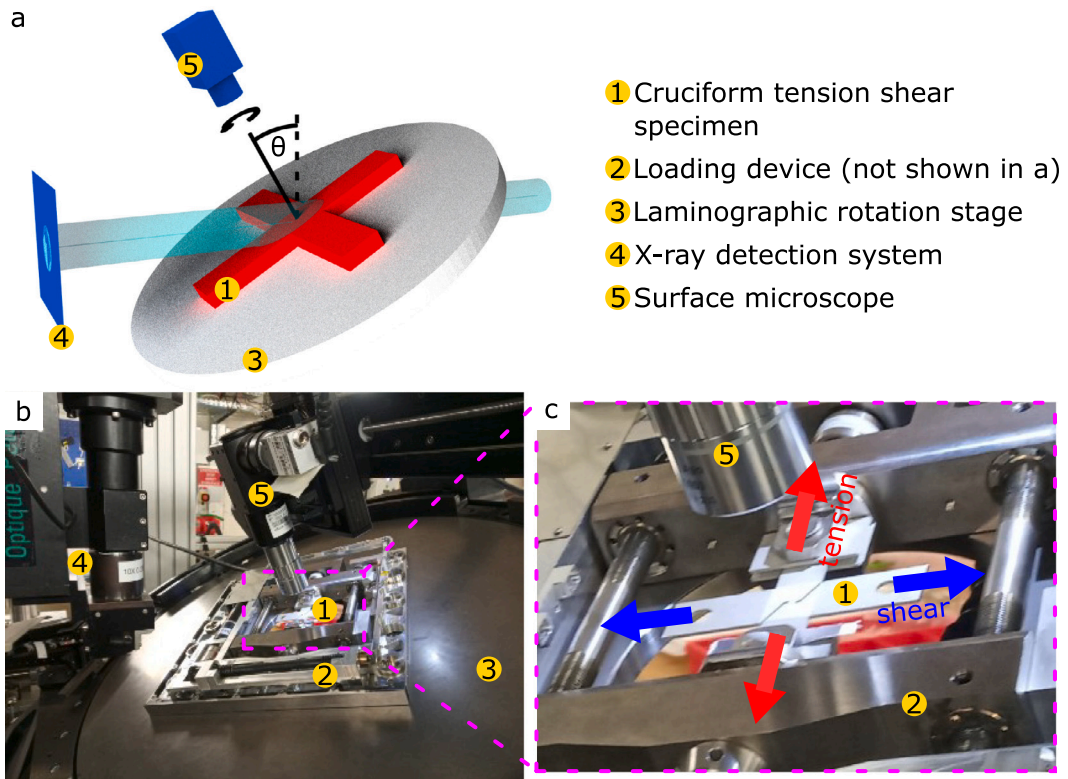 a
5
θ
1
4
3
1 Cruciform tension shear
specimen
2 Loading device (not shown in a)
3 Laminographic rotation stage
4 X-ray detection system
5 Surface microscope
b
Optique
5
4
1
2
3
c
5
tension
1
shear
2